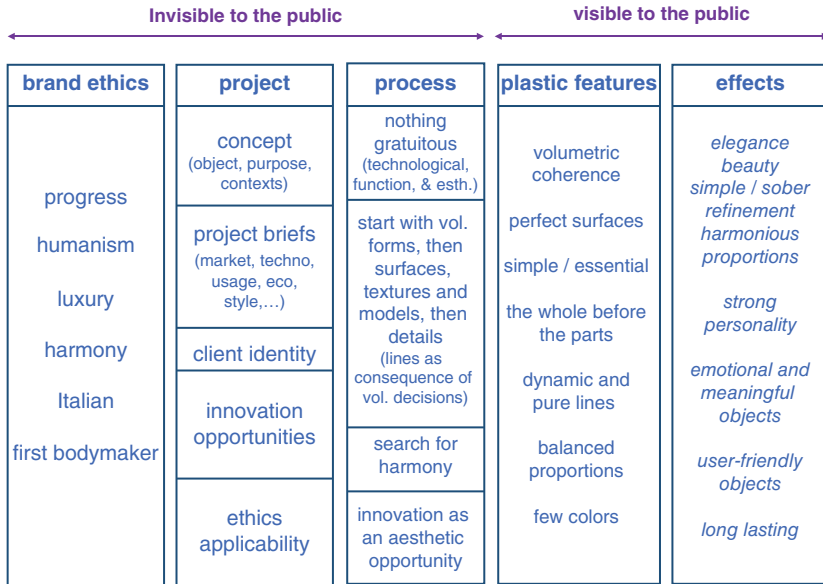 Invisible to the public
visible to the public
brand ethics
progress
humanism
luxury
harmony
Italian
first bodymaker
project
concept
(object, purpose,
contexts)
project briefs
(market, techno,
usage, eco,
style,…)
client identity
innovation
opportunities
ethics
applicability
process
nothing
gratuitous
(technological,
function, & esth.)
start with vol.
forms, then
surfaces,
textures and
models, then
details
(lines as
consequence of
vol. decisions)
search for
harmony
innovation as
an aesthetic
opportunity
plastic features
volumetric
coherence
perfect surfaces
simple / essential
the whole before
the parts
dynamic and
pure lines
balanced
proportions
few colors
effects
elegance
beauty
simple / sober
refinement
harmonious
proportions
strong
personality
emotional and
meaningful
objects
user-friendly
objects
long lasting